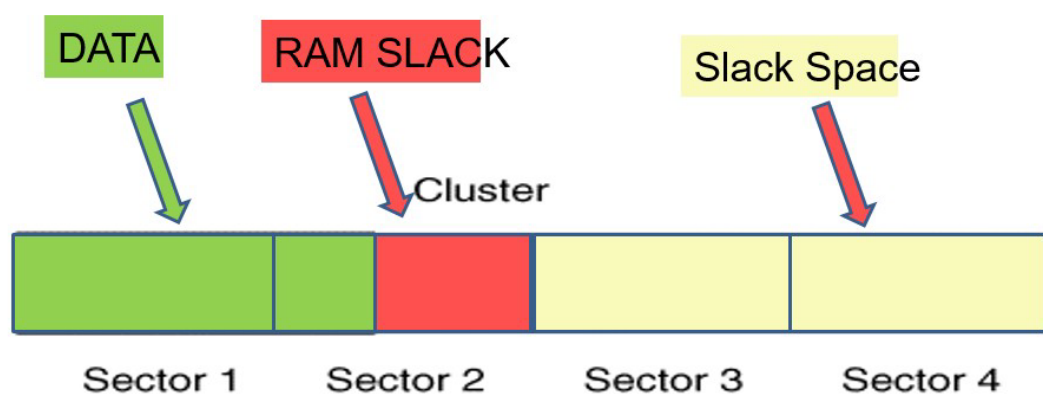 DATA
RAM SLACK
Slack Space
Cluster
Sector 1
Sector 2
Sector 3
Sector 4